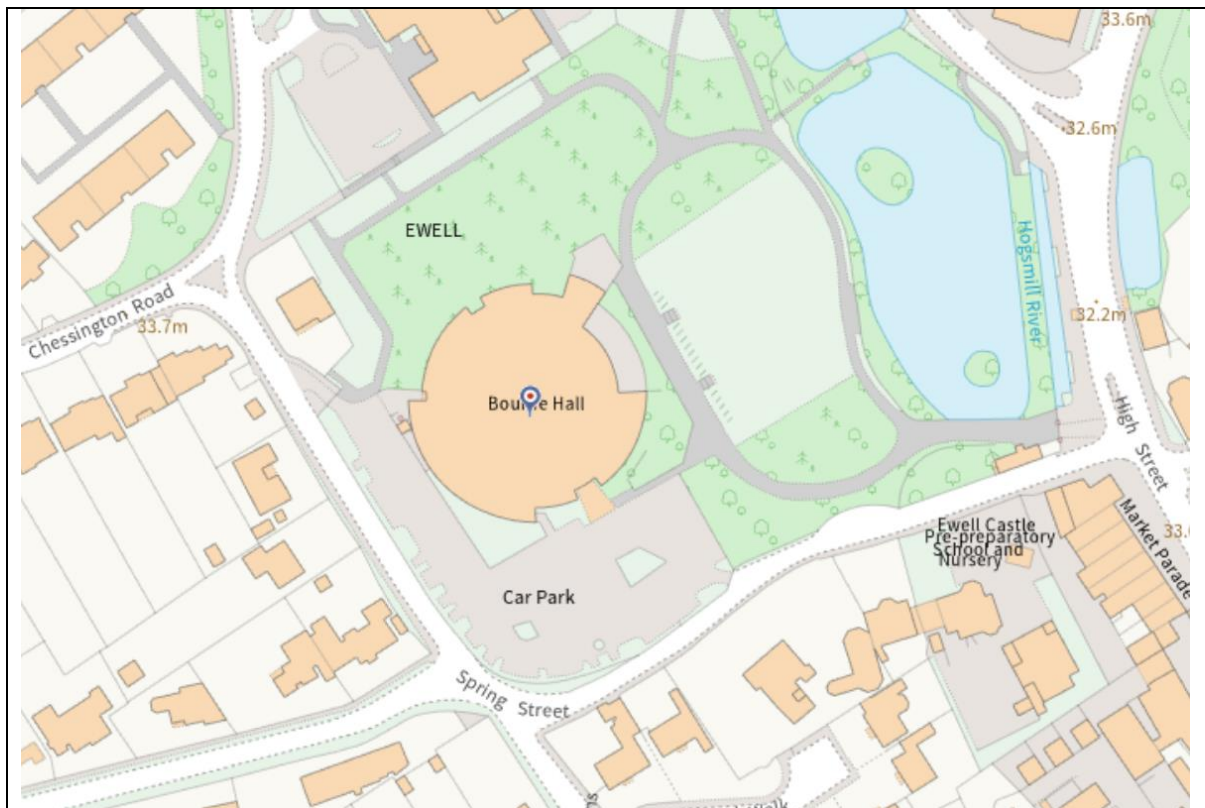 33.6m
32.6m
EWELL
Hogsmill River
32.2m
Chessington Road
33.7m
Bourne Hall
High Street
Market Parade
Ewell Castle
Pre-preparatory
School and
Nursery
Car Park
Spring Street